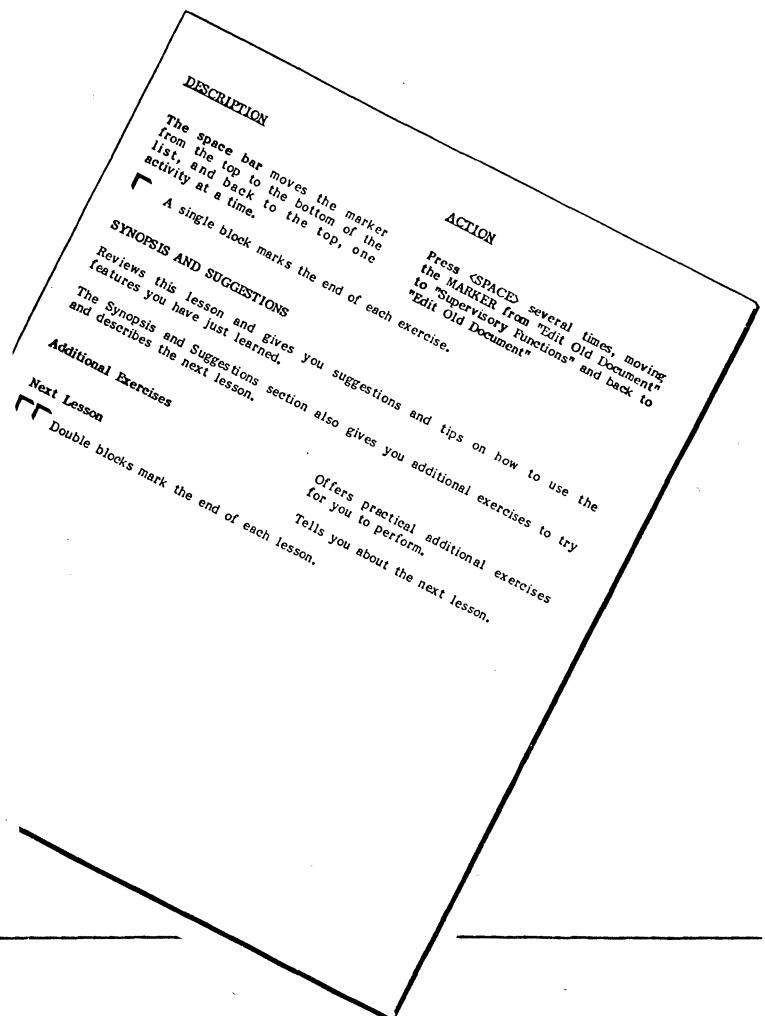 DESCRIPTION
The space bar moves the marker
from the top to the bottom of the
list, and back to the top, one
activity at a time.
ACTION
Press <SPACE> several times, moving
the MARKER from "Edit Old Document"
to "Supervisory Functions" and back to
"Edit Old Document"
A single block marks the end of each exercise.
SYNOPSIS AND SUGGESTIONS
Reviews this lesson and gives you suggestions and tips on how to use the
features you have just learned.
The Synopsis and Suggestions section also gives you additional exercises to try
and describes the next lesson.
Additional Exercises
Offers practical additional exercises
for you to perform.
Next Lesson
Tells you about the next lesson.
Double blocks mark the end of each lesson.